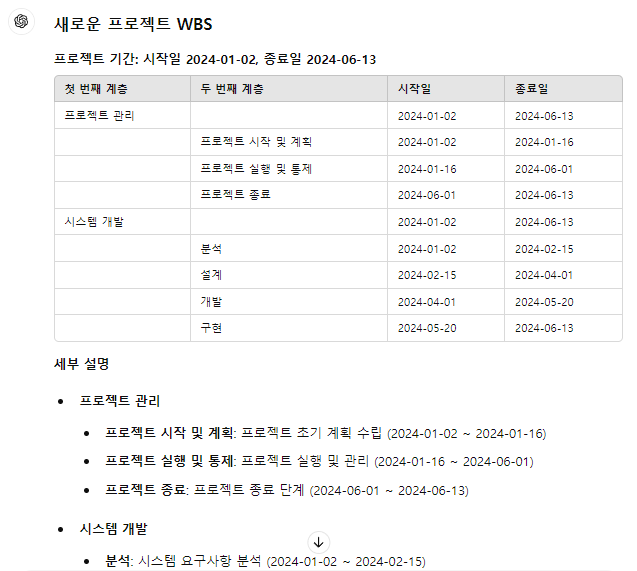 새로운 프로젝트 WBS
프로젝트 기간: 시작일 2024-01-02, 종료일 2024-06-13
첫 번째 계층 두 번째 계층 시작일 종료일
프로젝트 관리 2024-01-02 2024-06-13
프로젝트 시작 및 계획 2024-01-02 2024-01-16
프로젝트 실행 및 통제 2024-01-16 2024-06-01
프로젝트 종료 2024-06-01 2024-06-13
시스템 개발 2024-01-02 2024-06-13
분석 2024-01-02 2024-02-15
설계 2024-02-15 2024-04-01
개발 2024-04-01 2024-05-20
구현 2024-05-20 2024-06-13
세부 설명
• 프로젝트 관리
• 프로젝트 시작 및 계획: 프로젝트 초기 계획 수립 (2024-01-02 ~ 2024-01-16)
• 프로젝트 실행 및 통제: 프로젝트 실행 및 관리 (2024-01-16 ~ 2024-06-01)
• 프로젝트 종료: 프로젝트 종료 단계 (2024-06-01 ~ 2024-06-13)
• 시스템 개발
• 분석: 시스템 요구사항 분석 (2024-01-02 ~ 2024-02-15)